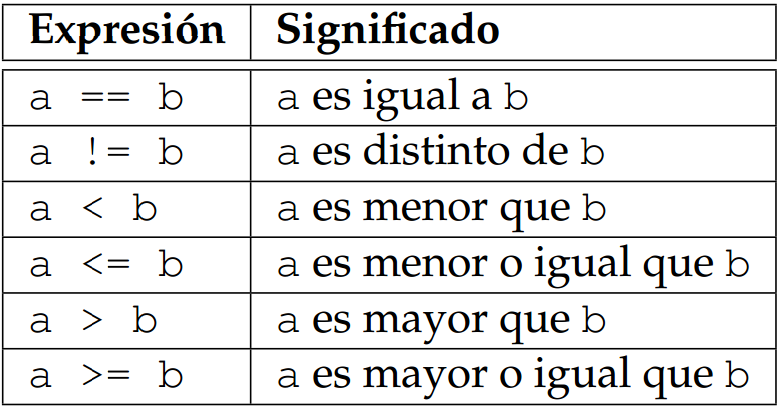 Expresión Significado
a == b a es igual a b
a != b a es distinto de b
a < b a es menor que b
a <= b a es menor o igual que b
a > b a es mayor que b
a >= b a es mayor o igual que b